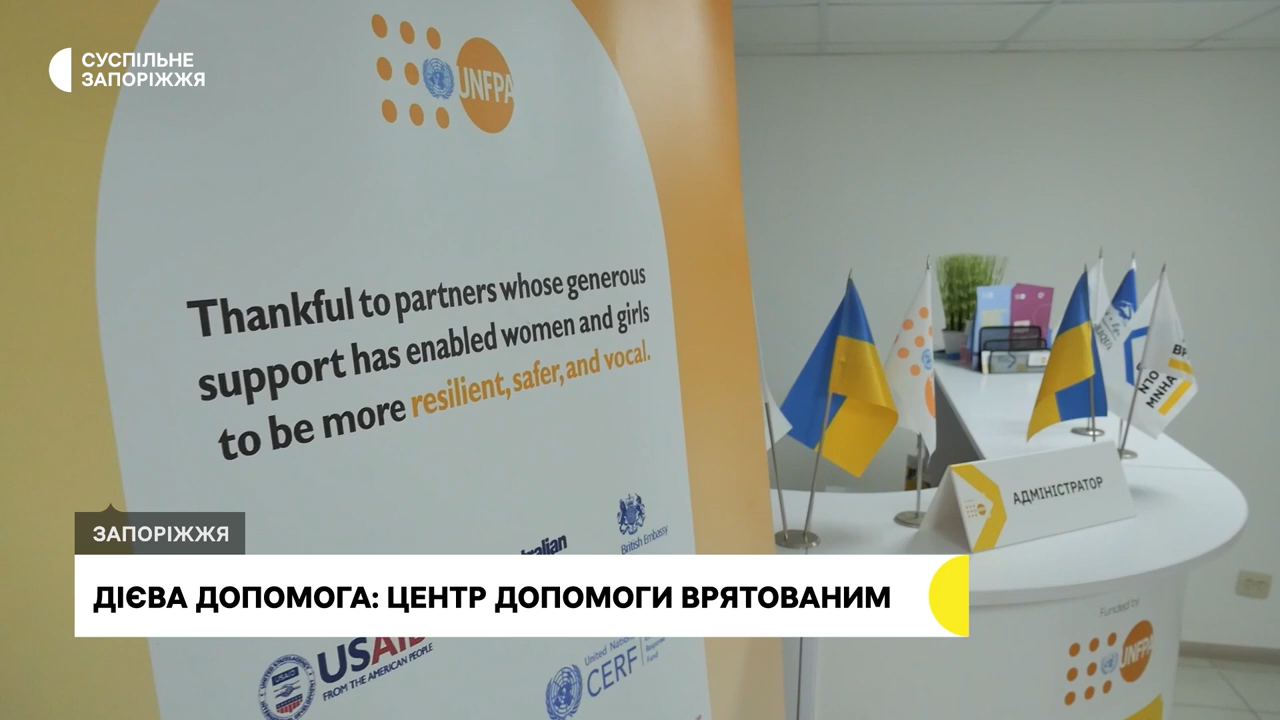 СУСПІЛЬНЕ
ЗАПОРІЖЖЯ
UNFPA
Thankful to partners whose generous
support has enabled women and girls
to be more resilient, safer, and vocal.
British Embassy
АДМІНІСТРАТОР
ЗАПОРІЖЖЯ
ДІЄВА ДОПОМОГА: ЦЕНТР ДОПОМОГИ ВРЯТОВАНИМ
USAID
FROM THE AMERICAN PEOPLE
United Nations
CERF
Funded by
UNFPA